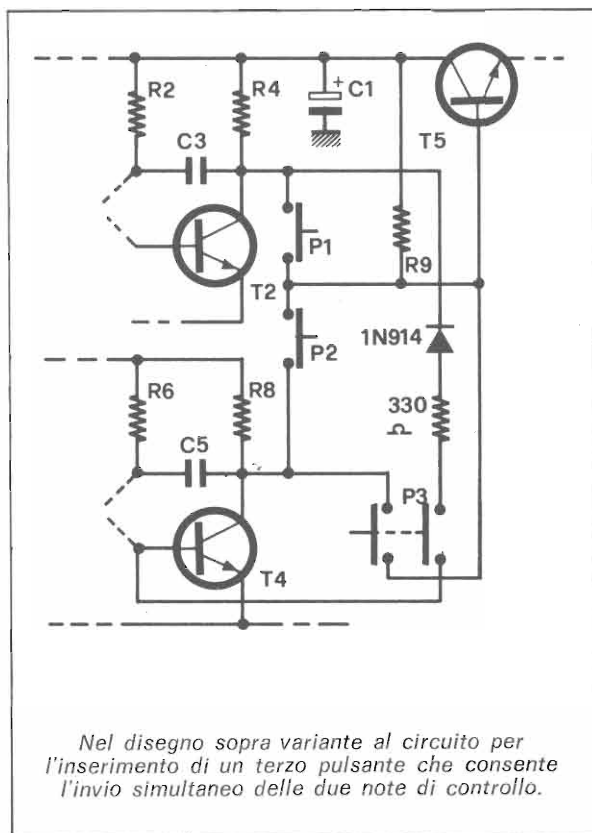 R2
R4
+
C1
T5
C3
P1
R9
T2
P2
1N914
R6
R8
330
Ω
C5
P3
T4
Nel disegno sopra variante al circuito per
l'inserimento di un terzo pulsante che consente
l'invio simultaneo delle due note di controllo.